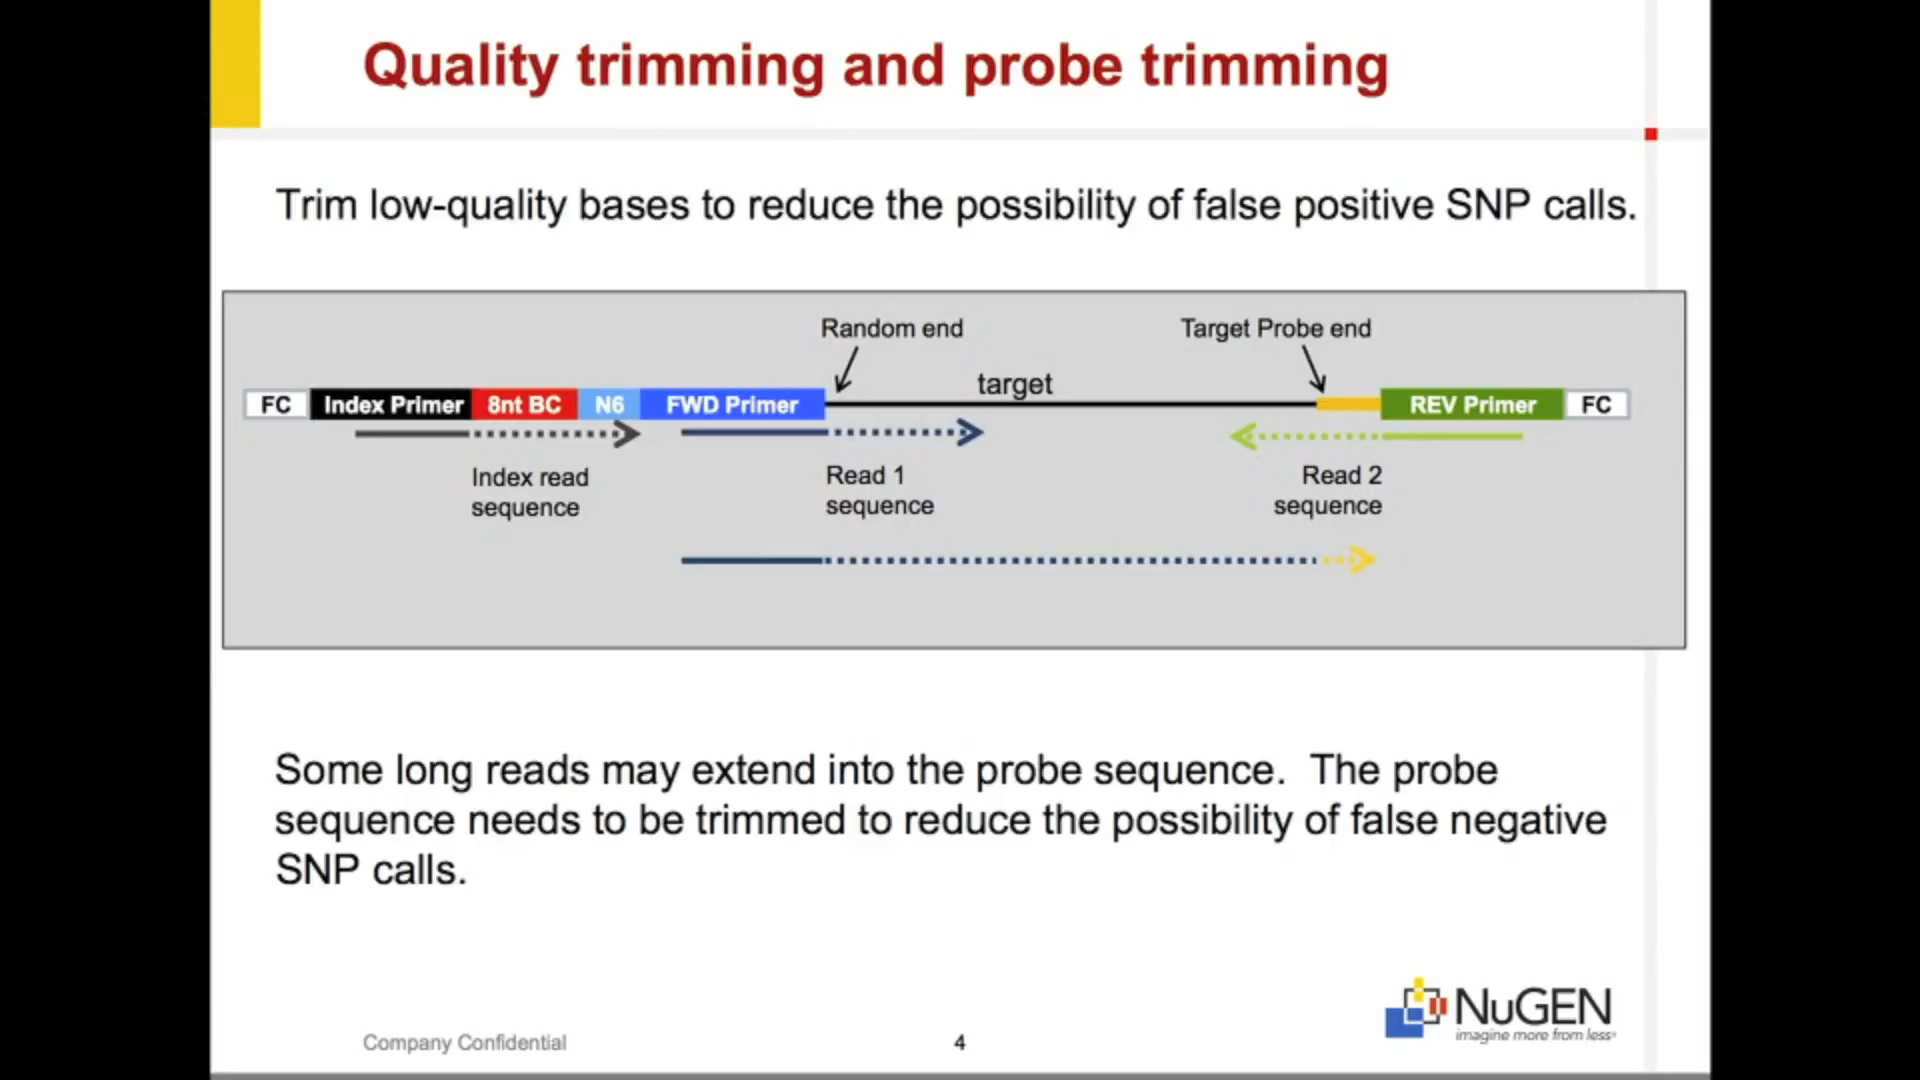 Quality trimming and probe trimming
Trim low-quality bases to reduce the possibility of false positive SNP calls.
Random end
Target Probe end
target
FC Index Primer 8nt BC N6 FWD Primer REV Primer FC
Index read
sequence
Read 1
sequence
Read 2
sequence
Some long reads may extend into the probe sequence. The probe
sequence needs to be trimmed to reduce the possibility of false negative
SNP calls.
NuGEN
imagine more from less
Company Confidential
4